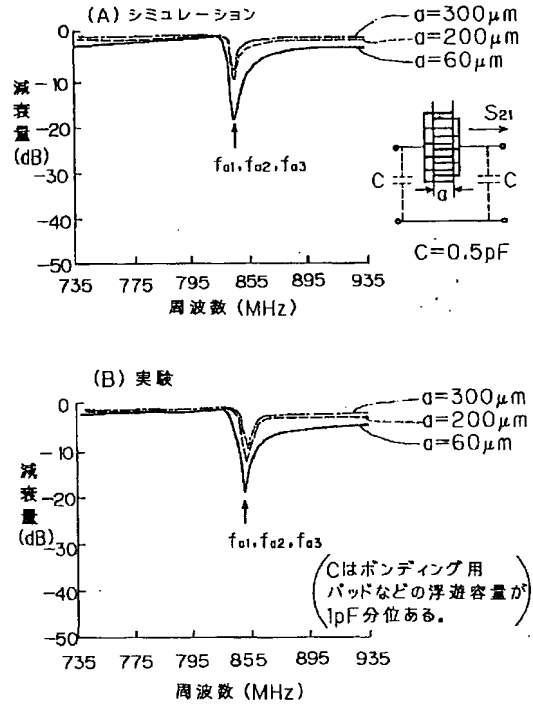 (A) シミュレーション
a=300μm
a=200μm
a=60μm
0
-10
-20
-30
-40
-50
減衰量(dB)
fa1,fa2,fa3
735 775 795 855 895 935
周波数 (MHz)
S21
C
C
a
C=0.5pF
(B) 実験
a=300μm
a=200μm
a=60μm
0
-10
-20
-30
-40
-50
減衰量(dB)
fa1,fa2,fa3
Cはボンディング用
パッドなどの浮遊容量が
1pF分位ある。
735 775 795 855 895 935
周波数 (MHz)